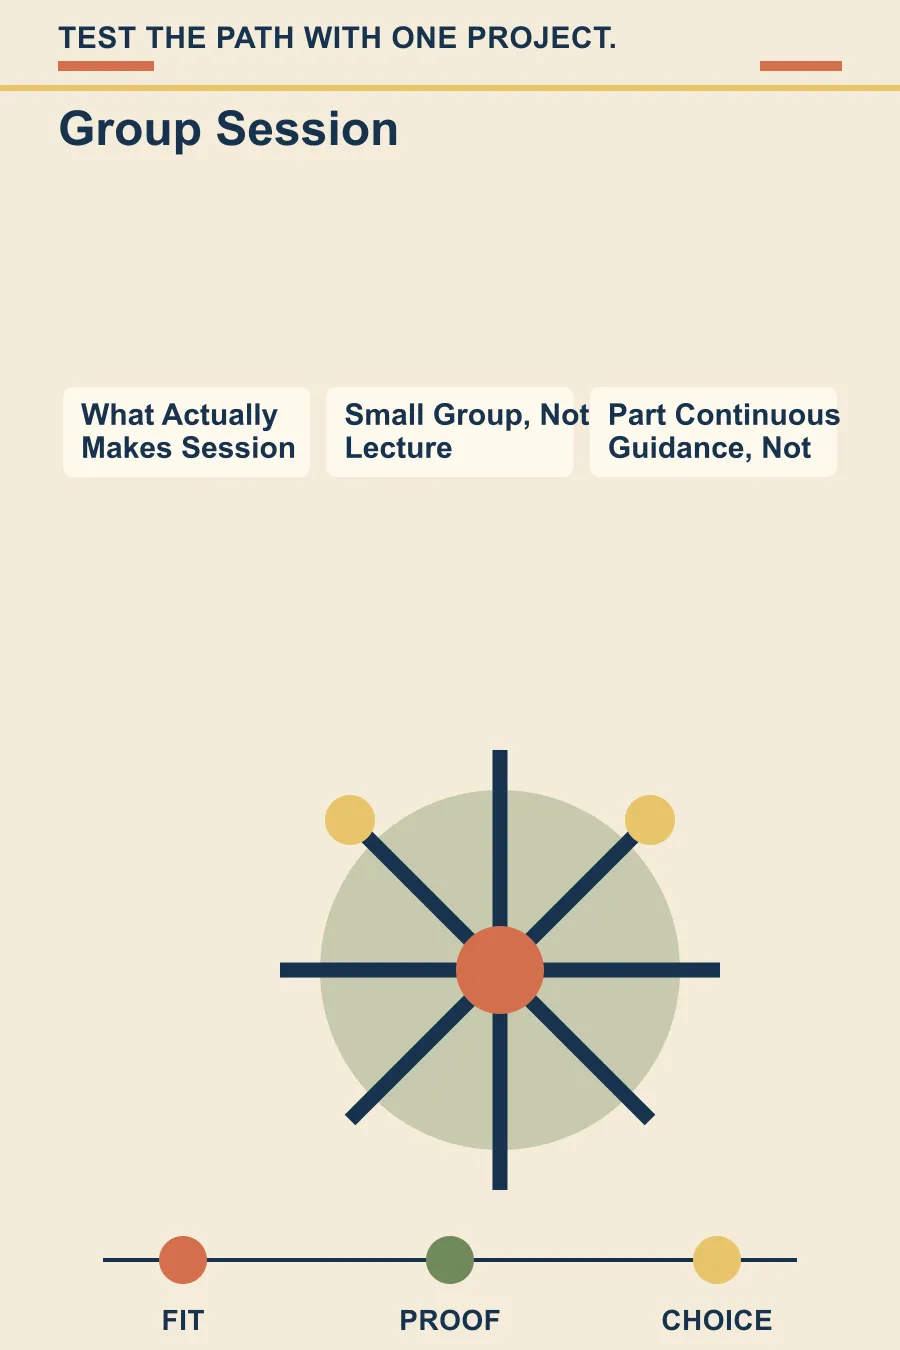 TEST THE PATH WITH ONE PROJECT.
Group Session
What Actually
Makes Session
Small Group, Not
Lecture
Part Continuous
Guidance, Not
FIT
PROOF
CHOICE